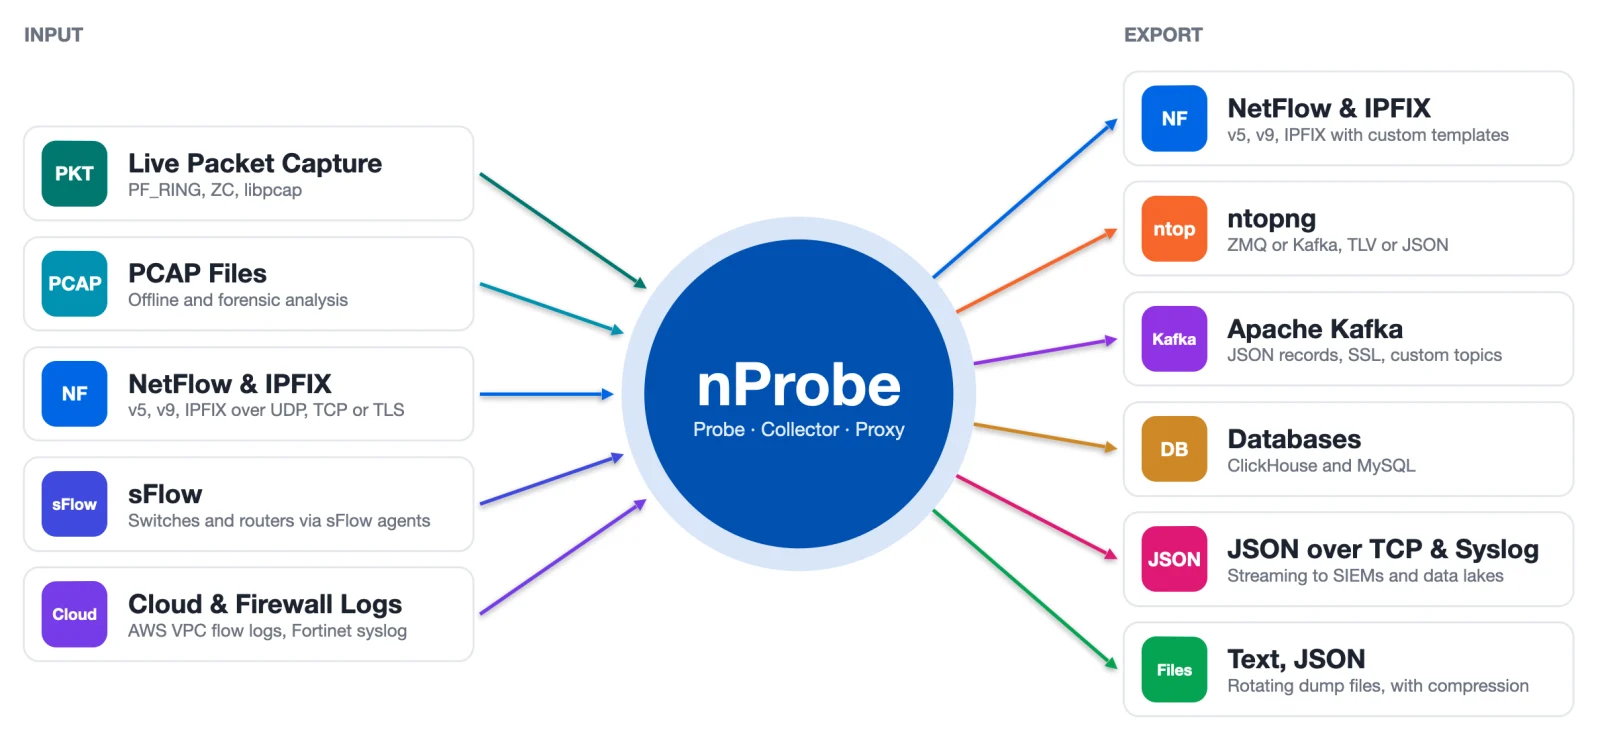 INPUT
PKT
Live Packet Capture
PF_RING, ZC, libpcap
PCAP
PCAP Files
Offline and forensic analysis
NF
NetFlow & IPFIX
v5, v9, IPFIX over UDP, TCP or TLS
sFlow
sFlow
Switches and routers via sFlow agents
Cloud
Cloud & Firewall Logs
AWS VPC flow logs, Fortinet syslog
nProbe
Probe · Collector · Proxy
EXPORT
NF
NetFlow & IPFIX
v5, v9, IPFIX with custom templates
ntop
ntopng
ZMQ or Kafka, TLV or JSON
Kafka
Apache Kafka
JSON records, SSL, custom topics
DB
Databases
ClickHouse and MySQL
JSON
JSON over TCP & Syslog
Streaming to SIEMs and data lakes
Files
Text, JSON
Rotating dump files, with compression